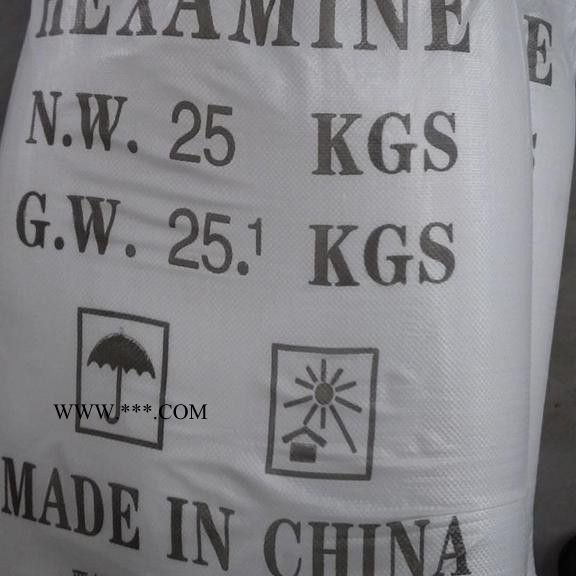 HEXAMINE
N.W. 25 KGS
G.W. 25.1 KGS
WWW.***.COM
MADE IN CHINA